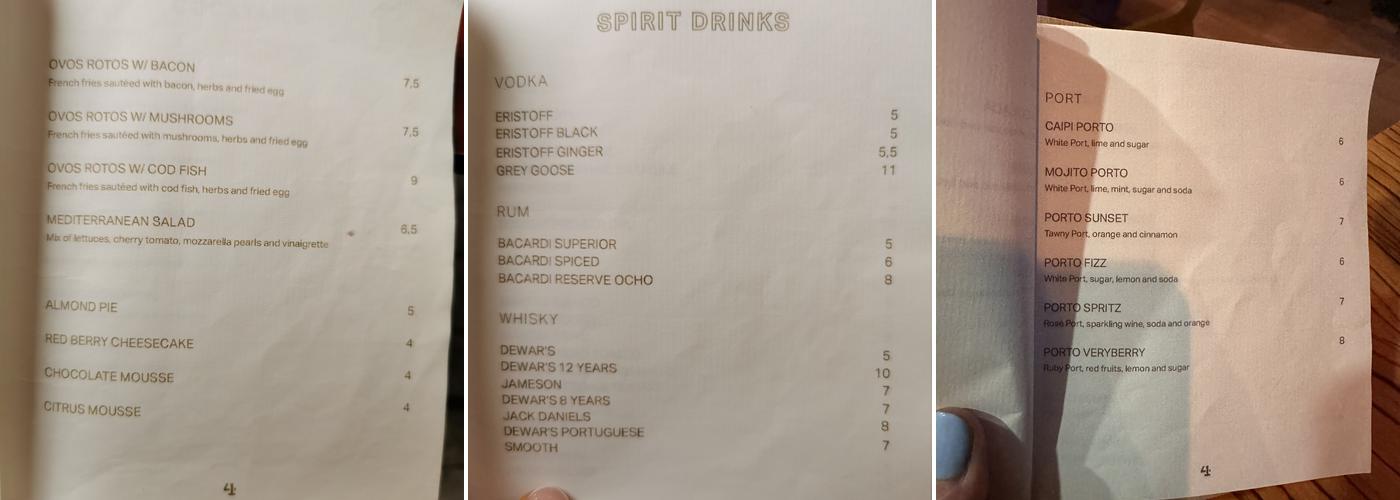 OVOS ROTOS W/ BACON
French fries sautéed with bacon, herbs and fried egg 7,5
OVOS ROTOS W/ MUSHROOMS
French fries sautéed with mushrooms, herbs and fried egg 7,5
OVOS ROTOS W/ COD FISH
French fries sautéed with cod fish, herbs and fried egg 9
MEDITERRANEAN SALAD
Mix of lettuces, cherry tomato, mozzarella pearls and vinaigrette 6,5
ALMOND PIE 5
RED BERRY CHEESECAKE 4
CHOCOLATE MOUSSE 4
CITRUS MOUSSE 4
4
SPIRIT DRINKS
VODKA
ERISTOFF 5
ERISTOFF BLACK 5
ERISTOFF GINGER 5,5
GREY GOOSE 11
RUM
BACARDI SUPERIOR 5
BACARDI SPICED 6
BACARDI RESERVE OCHO 8
WHISKY
DEWAR'S 5
DEWAR'S 12 YEARS 10
JAMESON 7
DEWAR'S 8 YEARS 7
JACK DANIELS 8
DEWAR'S PORTUGUESE
SMOOTH 7
PORT
CAIPI PORTO
White Port, lime and sugar 6
MOJITO PORTO
White Port, lime, mint, sugar and soda 6
PORTO SUNSET
Tawny Port, orange and cinnamon 7
PORTO FIZZ
White Port, sugar, lemon and soda 6
PORTO SPRITZ
Rosé Port, sparkling wine, soda and orange 7
PORTO VERYBERRY
Ruby Port, red fruits, lemon and sugar 8
4